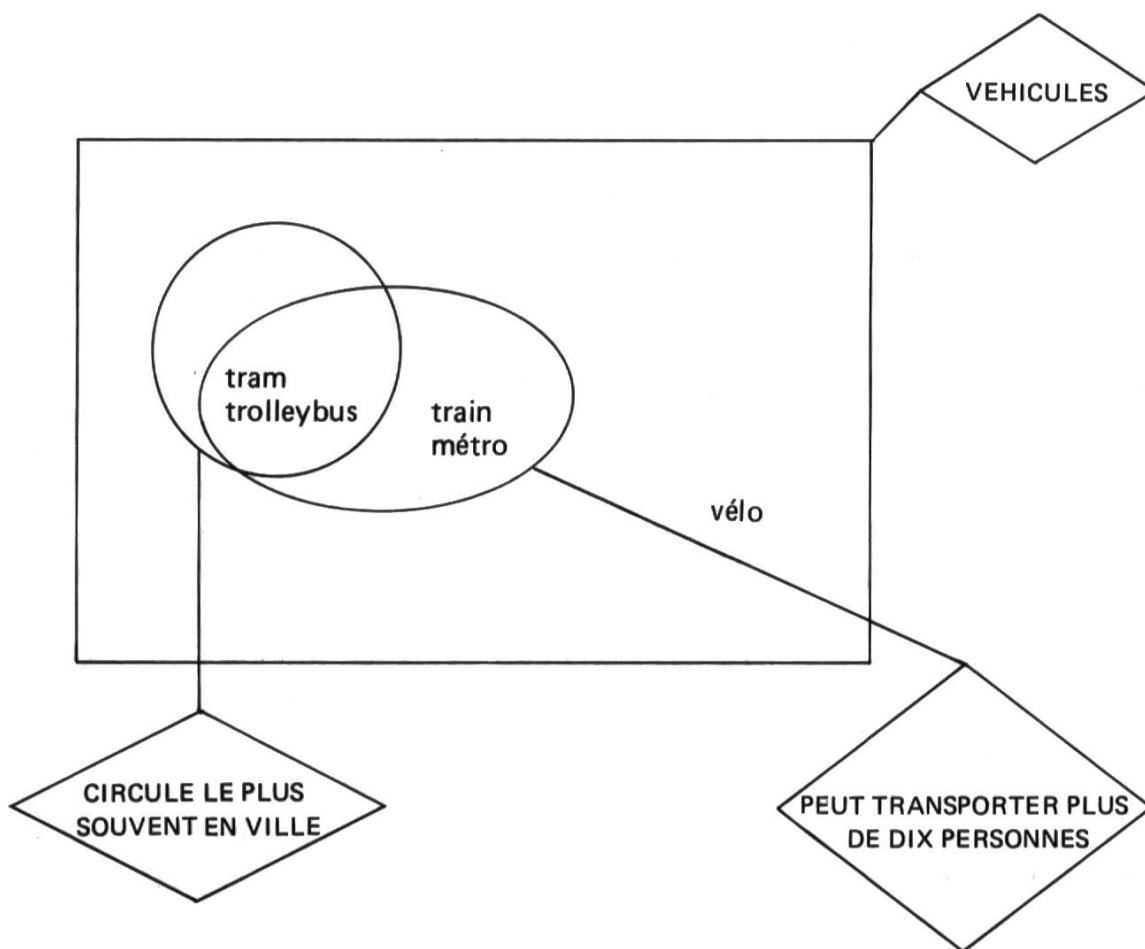 VEHICULES
tram
trolleybus
train
métro
vélo
CIRCULE LE PLUS
SOUVENT EN VILLE
PEUT TRANSPORTER PLUS
DE DIX PERSONNES